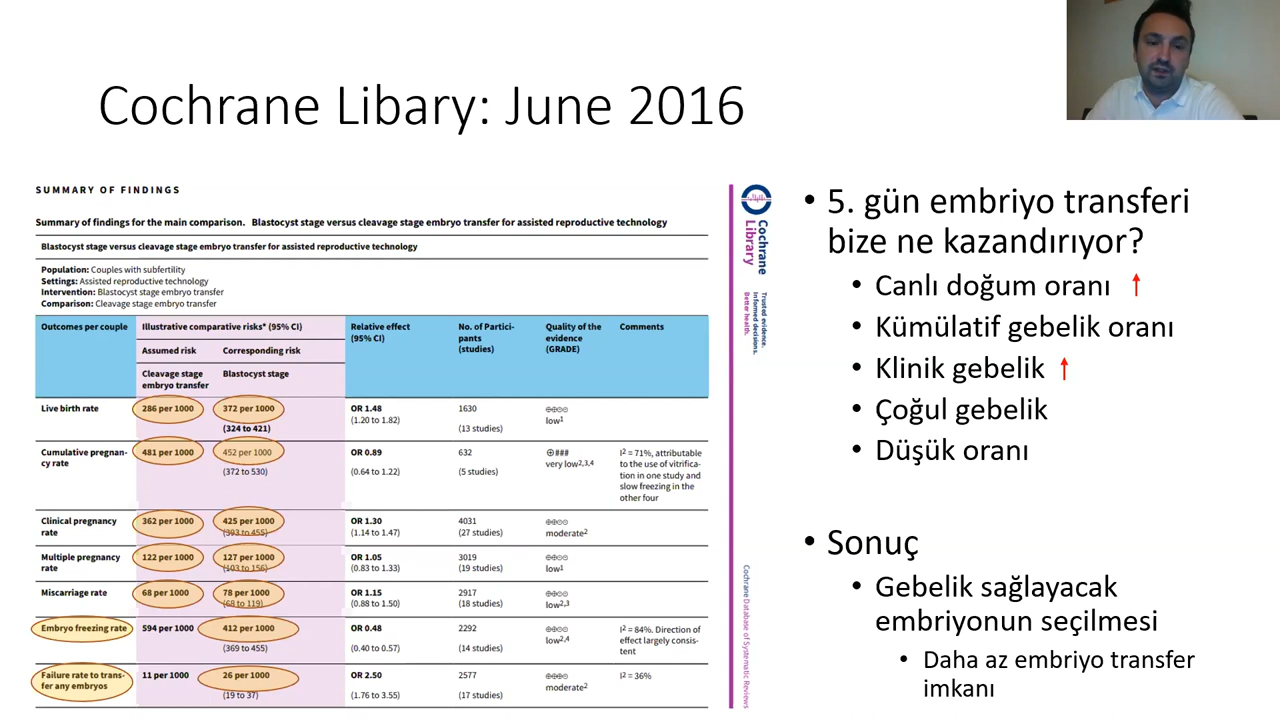 Cochrane Libary: June 2016
SUMMARY OF FINDINGS
Summary of findings for the main comparison. Blastocyst stage versus cleavage stage embryo transfer for assisted reproductive technology
Blastocyst stage versus cleavage stage embryo transfer for assisted reproductive technology
Population: Couples with subfertility
Settings: Assisted reproductive technology
Intervention: Blastocyst stage embryo transfer
Comparison: Cleavage stage embryo transfer
Outcomes per couple
Illustrative comparative risks* (95% CI)
Relative effect
(95% CI)
No. of Partici-
pants
(studies)
Quality of the
evidence
(GRADE)
Comments
Assumed risk
Corresponding risk
Cleavage stage
embryo transfer
Blastocyst stage
Live birth rate
286 per 1000
372 per 1000
(324 to 421)
OR 1.48
(1.20 to 1.82)
1630
(13 studies)
⊕⊕⊝⊝
low1
Cumulative pregnan-
cy rate
481 per 1000
452 per 1000
(372 to 530)
OR 0.89
(0.64 to 1.22)
632
(5 studies)
⊕###
very low2,3,4
I2 = 71%, attributable
to the use of vitrifica-
tion in one study and
slow freezing in the
other four
Clinical pregnancy
rate
362 per 1000
425 per 1000
(393 to 455)
OR 1.30
(1.14 to 1.47)
4031
(27 studies)
⊕⊕⊝⊝
moderate2
Multiple pregnancy
rate
122 per 1000
127 per 1000
(103 to 156)
OR 1.05
(0.83 to 1.33)
3019
(19 studies)
⊕⊕⊝⊝
low1
Miscarriage rate
68 per 1000
78 per 1000
(68 to 119)
OR 1.15
(0.88 to 1.50)
2917
(18 studies)
⊕⊕⊝⊝
low2,3
Embryo freezing rate
594 per 1000
412 per 1000
(369 to 455)
OR 0.48
(0.40 to 0.57)
2292
(14 studies)
⊕⊕⊝⊝
low2,4
I2 = 84%. Direction of
effect largely consis-
tent
Failure rate to trans-
fer any embryos
11 per 1000
26 per 1000
(19 to 37)
OR 2.50
(1.76 to 3.55)
2577
(17 studies)
⊕⊕⊝⊝
moderate2
I2 = 36%
Cochrane
Library
Trusted evidence.
Informed decisions.
Better health.
Cochrane Database of Systematic Reviews
• 5. gün embriyo transferi
bize ne kazandırıyor?
• Canlı doğum oranı ↑
• Kümülatif gebelik oranı
• Klinik gebelik ↑
• Çoğul gebelik
• Düşük oranı
• Sonuç
• Gebelik sağlayacak
embriyonun seçilmesi
• Daha az embriyo transfer
imkanı